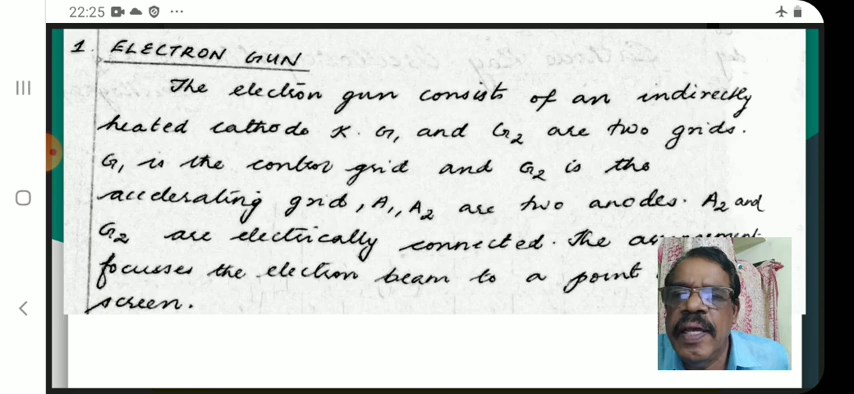 22:25
1. ELECTRON GUN
The electron gun consists of an indirectly
heated cathode K. G1 and G2 are two grids.
G1 is the control grid and G2 is the
accelerating grid, A1, A2 are two anodes. A2 and
G2 are electrically connected. The
focusses the electron beam to a point
screen.